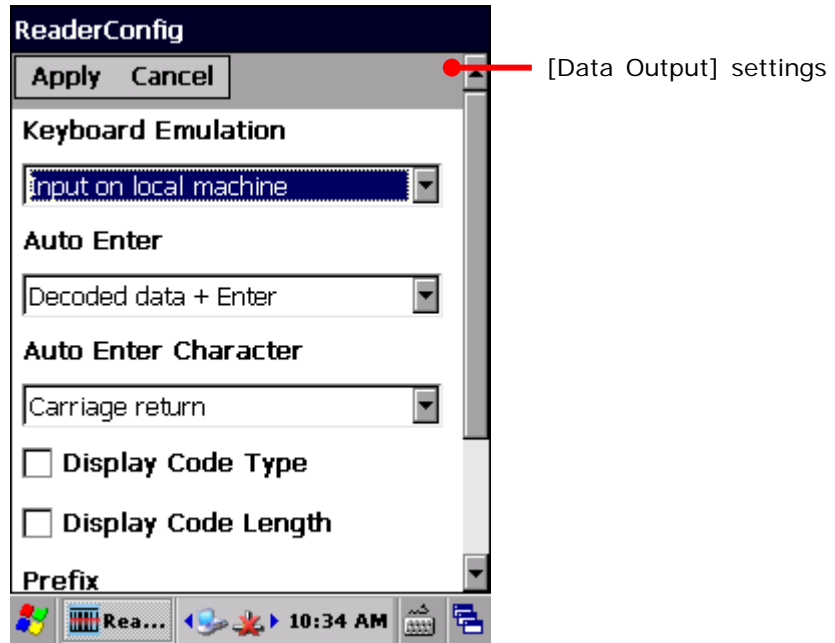 ReaderConfig
Apply Cancel
[Data Output] settings
Keyboard Emulation
Input on local machine
Auto Enter
Decoded data + Enter
Auto Enter Character
Carriage return
Display Code Type
Display Code Length
Prefix
Rea... 10:34 AM